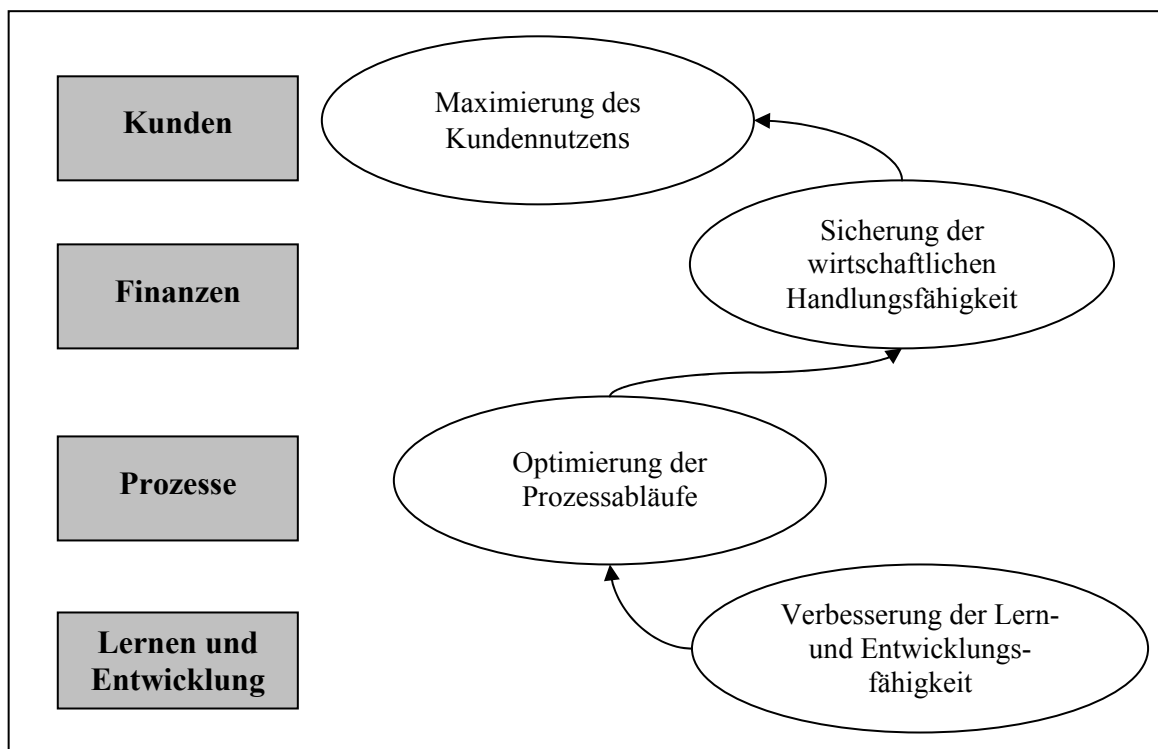 Kunden
Maximierung des
Kundennutzens
Finanzen
Sicherung der
wirtschaftlichen
Handlungsfähigkeit
Prozesse
Optimierung der
Prozessabläufe
Lernen und
Entwicklung
Verbesserung der Lern-
und Entwicklungs-
fähigkeit